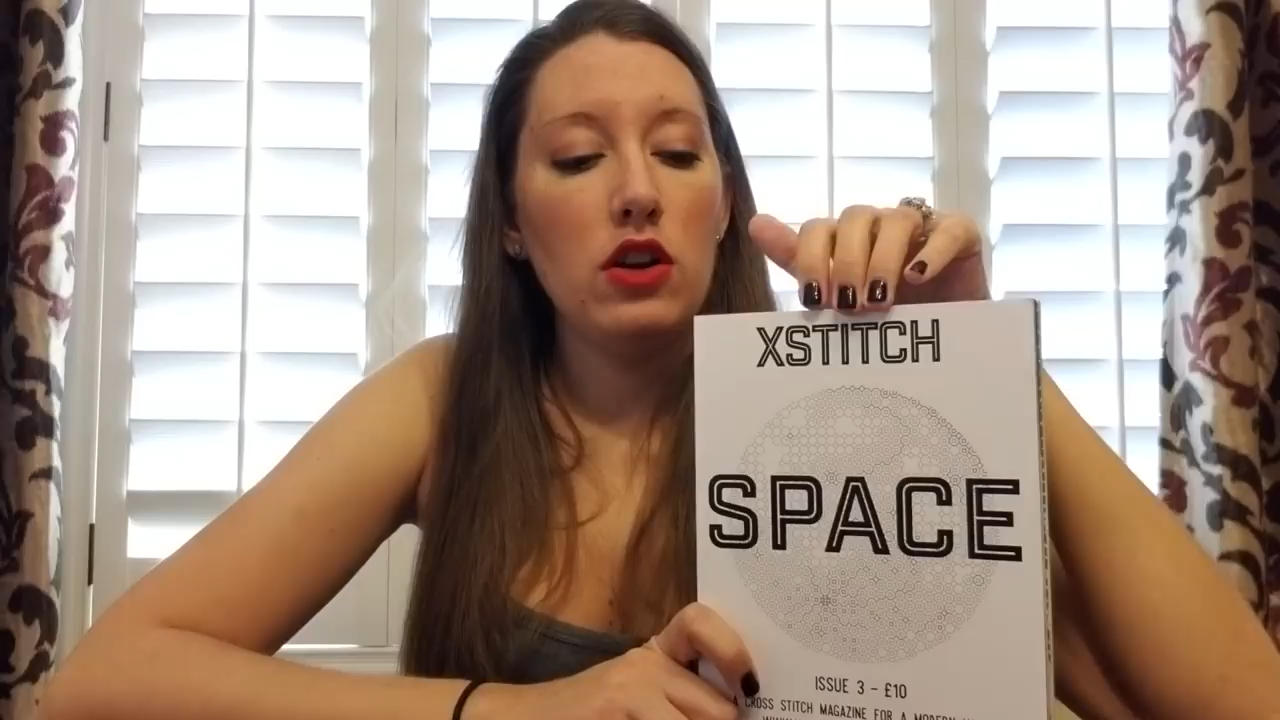 XSTITCH
SPACE
ISSUE 3 - £10
A CROSS STITCH MAGAZINE FOR A MODERN